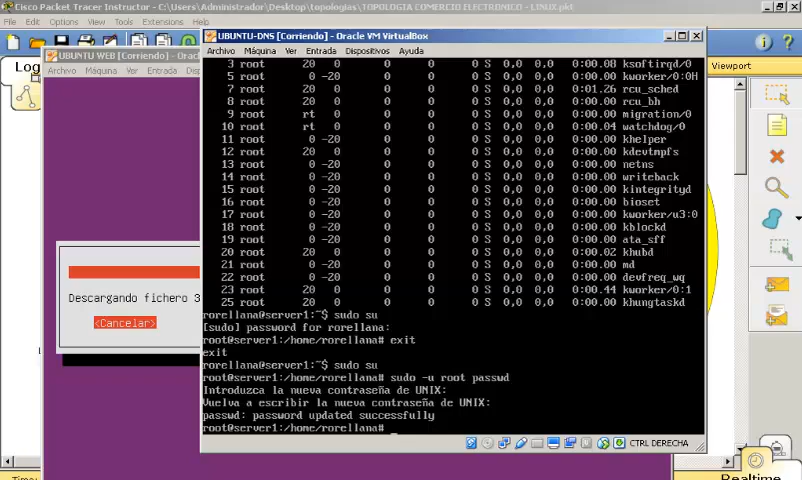 Cisco Packet Tracer Instructor - C:\Users\Administrador\Desktop\topologias\TOPOLOGIA COMERCIO ELECTRONICO - LINUX.pkt
File Edit Options View Tools Extensions Help
UBUNTU WEB [Corriendo] - Orac
Archivo Máquina Ver Entrada Disp
UBUNTU-DNS [Corriendo] - Oracle VM VirtualBox
Archivo Máquina Ver Entrada Dispositivos Ayuda
Viewport
3 root 20 0 0 0 0 S 0,0 0,0 0:00.08 ksoftirqd/0
5 root 0 -20 0 0 0 S 0,0 0,0 0:00.00 kworker/0:0H
7 root 20 0 0 0 0 S 0,0 0,0 0:01.26 rcu_sched
8 root 20 0 0 0 0 S 0,0 0,0 0:00.00 rcu_bh
9 root rt 0 0 0 0 S 0,0 0,0 0:00.00 migration/0
10 root rt 0 0 0 0 S 0,0 0,0 0:00.04 watchdog/0
11 root 0 -20 0 0 0 S 0,0 0,0 0:00.00 khelper
12 root 20 0 0 0 0 S 0,0 0,0 0:00.00 kdevtmpfs
13 root 0 -20 0 0 0 S 0,0 0,0 0:00.00 netns
14 root 0 -20 0 0 0 S 0,0 0,0 0:00.00 writeback
15 root 0 -20 0 0 0 S 0,0 0,0 0:00.00 kintegrityd
16 root 0 -20 0 0 0 S 0,0 0,0 0:00.00 bioset
17 root 0 -20 0 0 0 S 0,0 0,0 0:00.00 kworker/u3:0
18 root 0 -20 0 0 0 S 0,0 0,0 0:00.00 kblockd
19 root 0 -20 0 0 0 S 0,0 0,0 0:00.00 ata_sff
20 root 20 0 0 0 0 S 0,0 0,0 0:00.02 khubd
21 root 0 -20 0 0 0 S 0,0 0,0 0:00.00 md
22 root 0 -20 0 0 0 S 0,0 0,0 0:00.00 devfreq_wq
23 root 20 0 0 0 0 S 0,0 0,0 0:00.44 kworker/0:1
25 root 20 0 0 0 0 S 0,0 0,0 0:00.00 khungtaskd
rorellana@server1:~$ sudo su
[sudo] password for rorellana:
root@server1:/home/rorellana# exit
exit
rorellana@server1:~$ sudo su
root@server1:/home/rorellana# sudo -u root passwd
Introduzca la nueva contraseña de UNIX:
Vuelva a escribir la nueva contraseña de UNIX:
passwd: password updated successfully
root@server1:/home/rorellana#
CTRL DERECHA
Descargando fichero 3
<Cancelar>
Log
Time:
Realtime